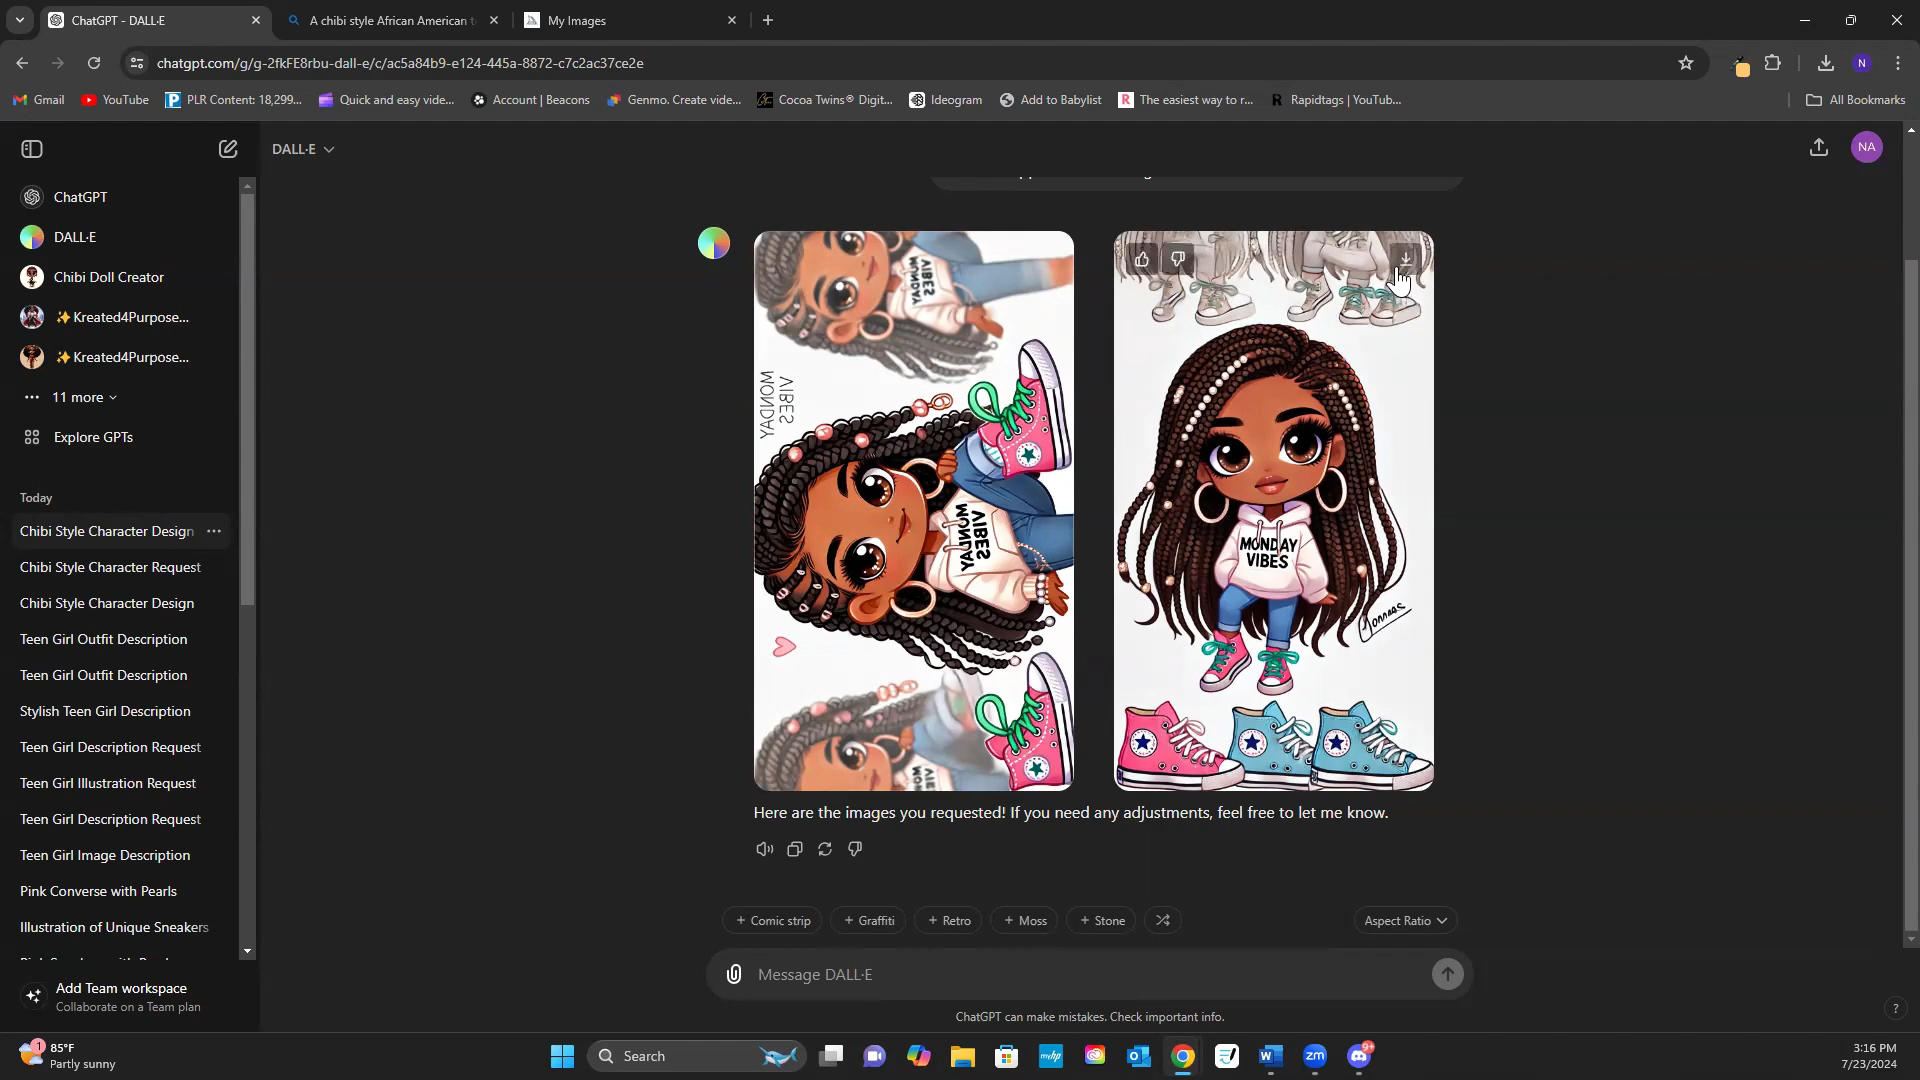 ChatGPT - DALL·E
A chibi style African American
My Images
chatgpt.com/g/g-2fkFE8rbu-dall-e/c/ac5a84b9-e124-445a-8872-c7c2ac37ce2e
N
Gmail
YouTube
PLR Content: 18,299...
Quick and easy vide...
Account | Beacons
Genmo. Create vide...
Cocoa Twins® Digit...
Ideogram
Add to Babylist
The easiest way to r...
Rapidtags | YouTub...
All Bookmarks
DALL·E
NA
ChatGPT
DALL·E
Chibi Doll Creator
✨Kreated4Purpose...
✨Kreated4Purpose...
11 more
Explore GPTs
Today
Chibi Style Character Design
Chibi Style Character Request
Chibi Style Character Design
Teen Girl Outfit Description
Teen Girl Outfit Description
Stylish Teen Girl Description
Teen Girl Description Request
Teen Girl Illustration Request
Teen Girl Description Request
Teen Girl Image Description
Pink Converse with Pearls
Illustration of Unique Sneakers
Add Team workspace
Collaborate on a Team plan
MONDAY
VIBES
MONDAY
VIBES
MONDAY
VIBES
MONDAY
VIBES
Here are the images you requested! If you need any adjustments, feel free to let me know.
+ Comic strip
+ Graffiti
+ Retro
+ Moss
+ Stone
Aspect Ratio
Message DALL·E
ChatGPT can make mistakes. Check important info.
?
1
85°F
Partly sunny
Search
myhp
W
zm
9+
3:16 PM
7/23/2024